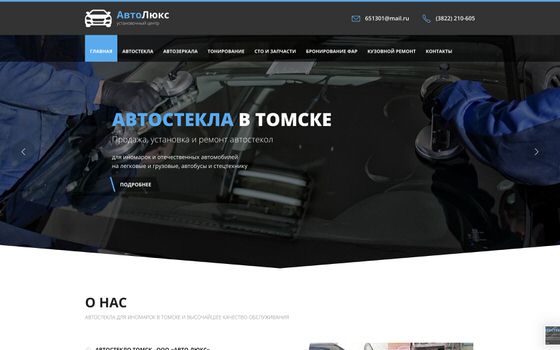 АвтоЛюкс
установочный центр
651301@mail.ru
(3822) 210-605
ГЛАВНАЯ АВТОСТЕКЛА АВТОЗЕРКАЛА ТОНИРОВАНИЕ СТО И ЗАПЧАСТИ БРОНИРОВАНИЕ ФАР КУЗОВНОЙ РЕМОНТ КОНТАКТЫ
АВТОСТЕКЛА В ТОМСКЕ
Продажа, установка и ремонт автостекол
для иномарок и отечественных автомобилей
на легковые и грузовые, автобусы и спецтехнику
ПОДРОБНЕЕ
О НАС
АВТОСТЕКЛА ДЛЯ ИНОМАРОК В ТОМСКЕ И ВЫСОЧАЙШЕЕ КАЧЕСТВО ОБСЛУЖИВАНИЯ
АВТОСТЕКЛО ТОМСК - ООО «АВТО ЛЮКС»